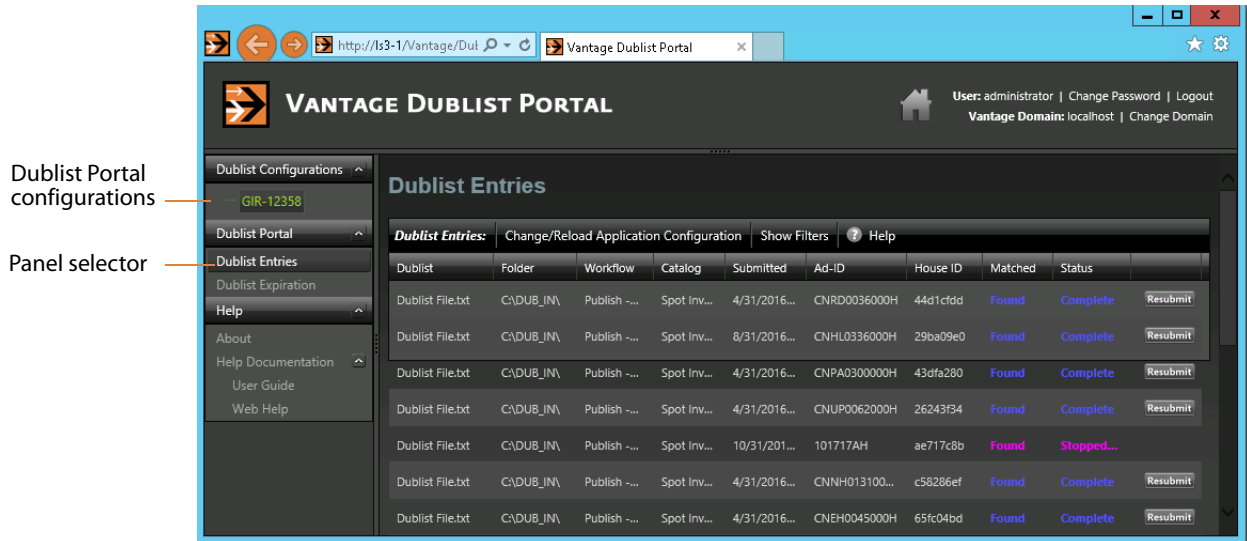 http://ls3-1/Vantage/Dub
Vantage Dublist Portal
VANTAGE DUBLIST PORTAL
User: administrator | Change Password | Logout
Vantage Domain: localhost | Change Domain
Dublist Portal
configurations
Panel selector
Dublist Configurations
GIR-12358
Dublist Portal
Dublist Entries
Dublist Expiration
Help
About
Help Documentation
User Guide
Web Help
Dublist Entries
Dublist Entries: Change/Reload Application Configuration Show Filters ? Help
Dublist Folder Workflow Catalog Submitted Ad-ID House ID Matched Status
Dublist File.txt C:\DUB_IN\ Publish -... Spot Inv... 4/31/2016... CNRD0036000H 44d1cfdd Found Complete Resubmit
Dublist File.txt C:\DUB_IN\ Publish -... Spot Inv... 8/31/2016... CNHL0336000H 29ba09e0 Found Complete Resubmit
Dublist File.txt C:\DUB_IN\ Publish -... Spot Inv... 4/31/2016... CNPA0300000H 43dfa280 Found Complete Resubmit
Dublist File.txt C:\DUB_IN\ Publish -... Spot Inv... 4/31/2016... CNUP0062000H 26243f34 Found Complete Resubmit
Dublist File.txt C:\DUB_IN\ Publish -... Spot Inv... 10/31/201... 101717AH ae717c8b Found Stopped...
Dublist File.txt C:\DUB_IN\ Publish -... Spot Inv... 4/31/2016... CNNH013100... c58286ef Found Complete Resubmit
Dublist File.txt C:\DUB_IN\ Publish -... Spot Inv... 4/31/2016... CNEH0045000H 65fc04bd Found Complete Resubmit